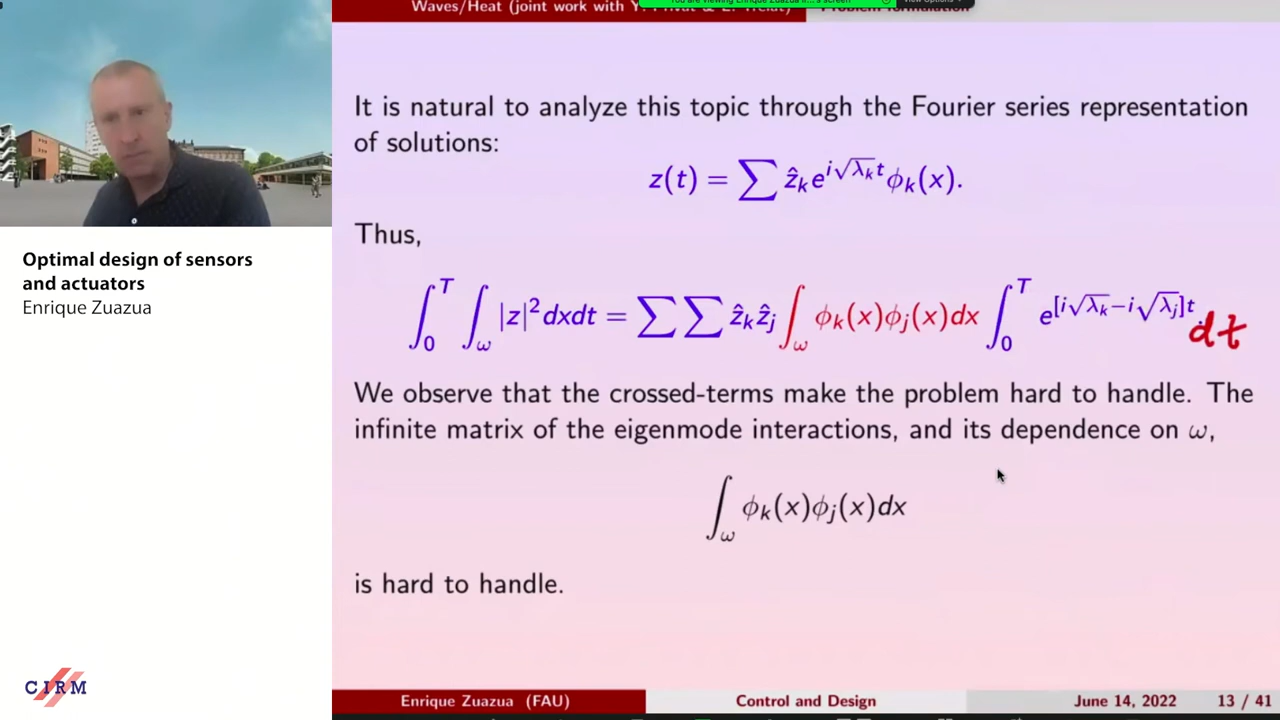 Waves/Heat (joint work with Y.
It is natural to analyze this topic through the Fourier series representation
of solutions:
z(t) = ∑ ẑ_k e^{i√λ_k t} ϕ_k(x).
Thus,
∫_0^T ∫_ω |z|² dxdt = ∑ ∑ ẑ_k ẑ_j ∫_ω ϕ_k(x)ϕ_j(x)dx ∫_0^T e^{[i√λ_k − i√λ_j]t} dt
We observe that the crossed-terms make the problem hard to handle. The
infinite matrix of the eigenmode interactions, and its dependence on ω,
∫_ω ϕ_k(x)ϕ_j(x)dx
is hard to handle.
Optimal design of sensors
and actuators
Enrique Zuazua
CIRM
Enrique Zuazua (FAU) Control and Design June 14, 2022 13 / 41